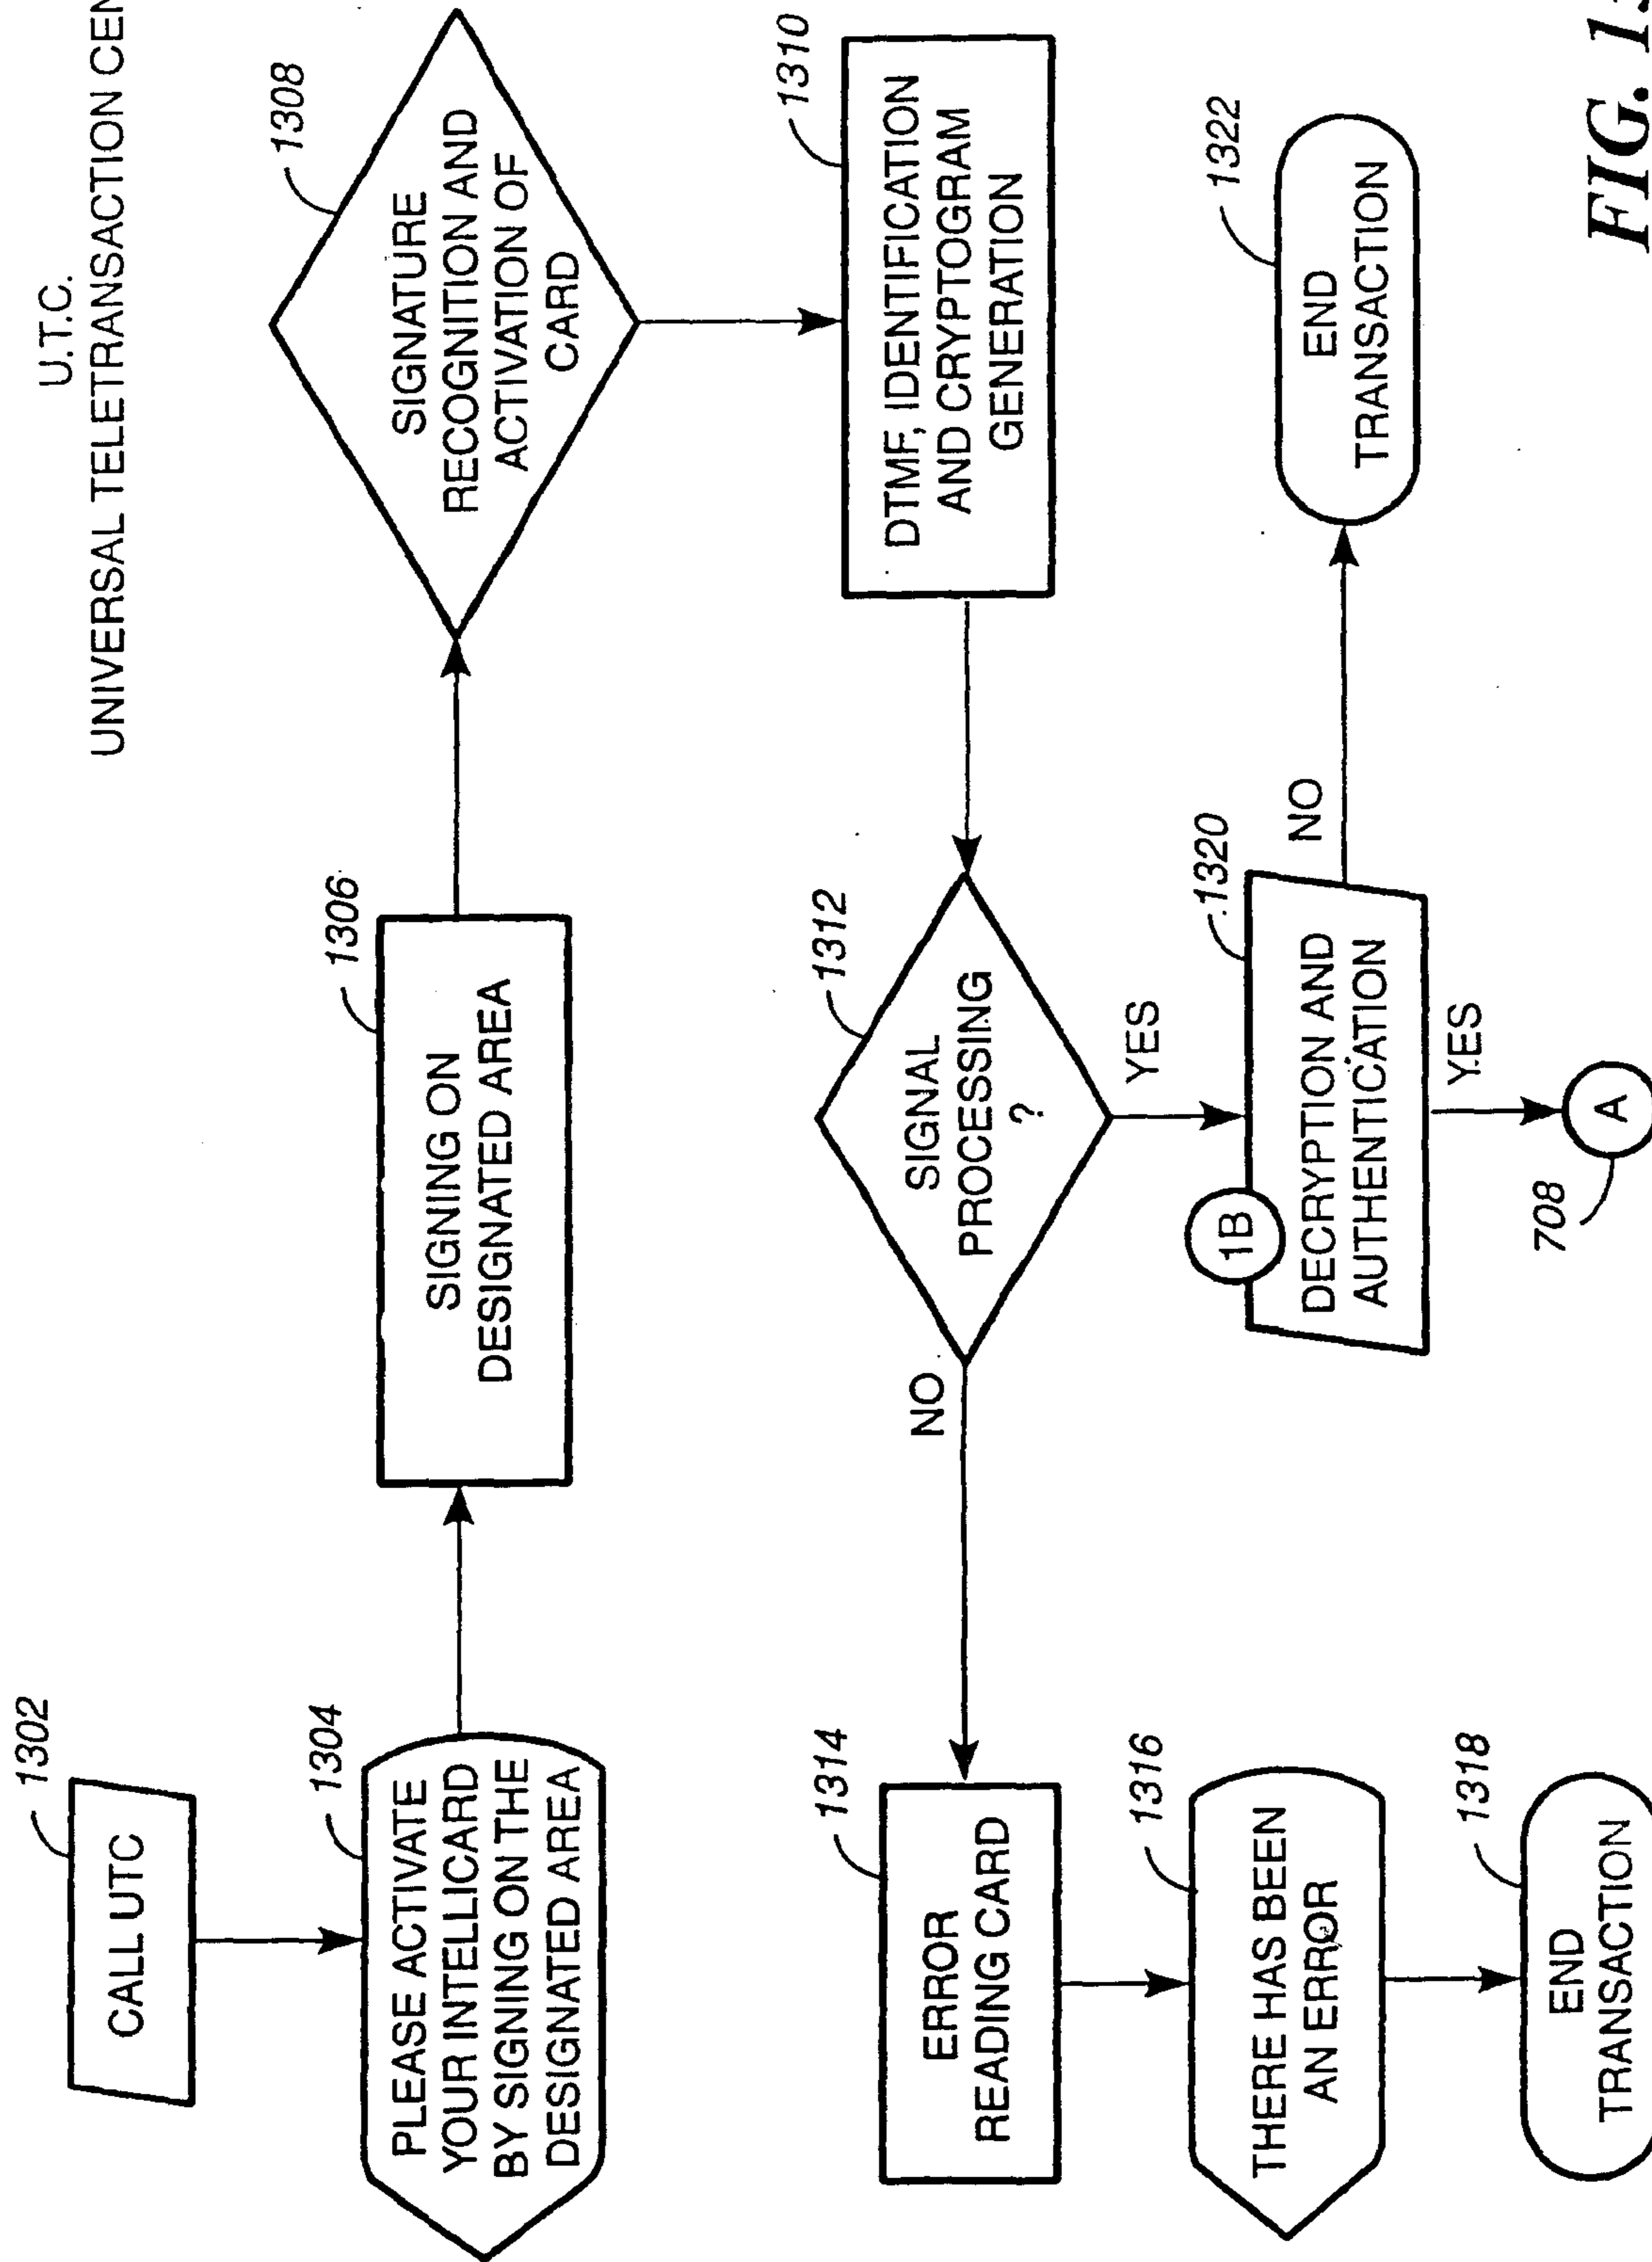 U.T.C.
UNIVERSAL TELETRANSACTION CEN
1302
CALL UTC
1304
PLEASE ACTIVATE
YOUR INTELLICARD
BY SIGNING ON THE
DESIGNATED AREA
1306
SIGNING ON
DESIGNATED AREA
1308
SIGNATURE
RECOGNITION AND
ACTIVATION OF
CARD
1310
DTMF, IDENTIFICATION
AND CRYPTOGRAM
GENERATION
1312
SIGNAL
PROCESSING
?
NO
YES
1314
ERROR
READING CARD
1316
THERE HAS BEEN
AN ERROR
1318
END
TRANSACTION
1B
1320
DECRYPTION AND
AUTHENTICATION
NO
YES
1322
END
TRANSACTION
708
A
FIG.